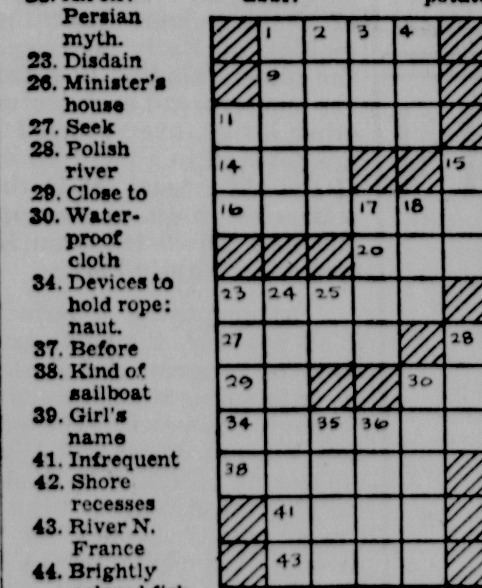 Persian
myth.
23. Disdain
26. Minister's
house
27. Seek
28. Polish
river
29. Close to
30. Water-
proof
cloth
34. Devices to
hold rope:
naut.
37. Before
38. Kind of
sailboat
39. Girl's
name
41. Infrequent
42. Shore
recesses
43. River N.
France
44. Brightly
1 2 3 4
9
11
14 15
16 17 18
20
23 24 25
27 28
29 30
34 35 36
38
41
43